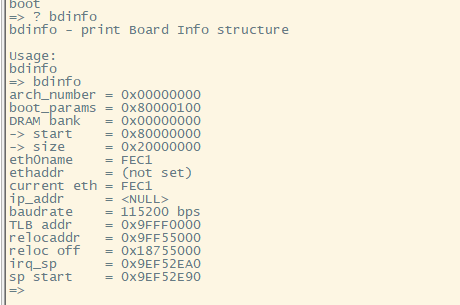 boot
=> ? bdinfo
bdinfo - print Board Info structure

Usage:
bdinfo
=> bdinfo
arch_number = 0x00000000
boot_params = 0x80000100
DRAM bank   = 0x00000000
-> start    = 0x80000000
-> size     = 0x20000000
eth0name    = FEC1
ethaddr     = (not set)
current eth = FEC1
ip_addr     = <NULL>
baudrate    = 115200 bps
TLB addr    = 0x9FFF0000
relocaddr   = 0x9FF55000
reloc off   = 0x18755000
irq_sp      = 0x9EF52EA0
sp start    = 0x9EF52E90
=>